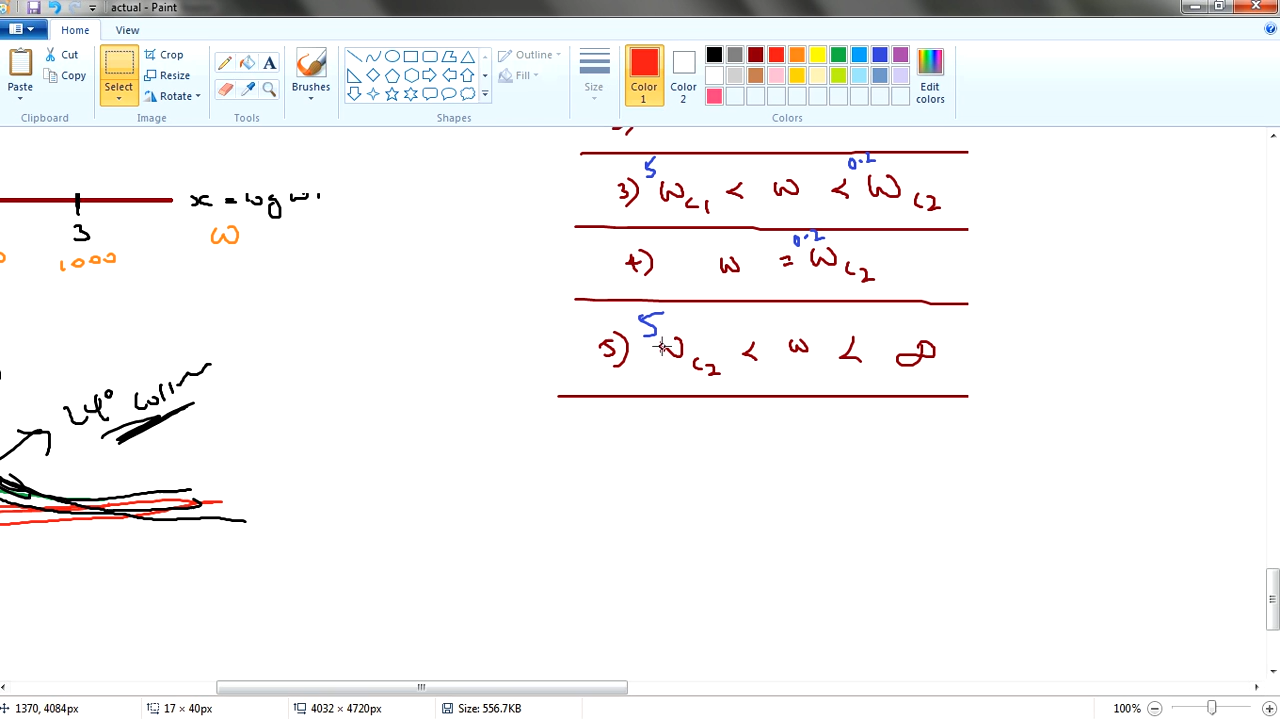 actual - Paint
Home View
Paste
Cut
Copy
Clipboard
Select
Crop
Resize
Rotate
Image
Tools
Brushes
Shapes
Outline
Fill
Size
Color 1
Color 2
Edit colors
Colors
x = log w
3
w
1000
24°
3) 5 ω c1 < ω < 0.2 ω c2
4) ω = 0.2 ω c2
5) 5 ω c2 < ω < ∞
1370, 4084px
17 × 40px
4032 × 4720px
Size: 556.7KB
100%